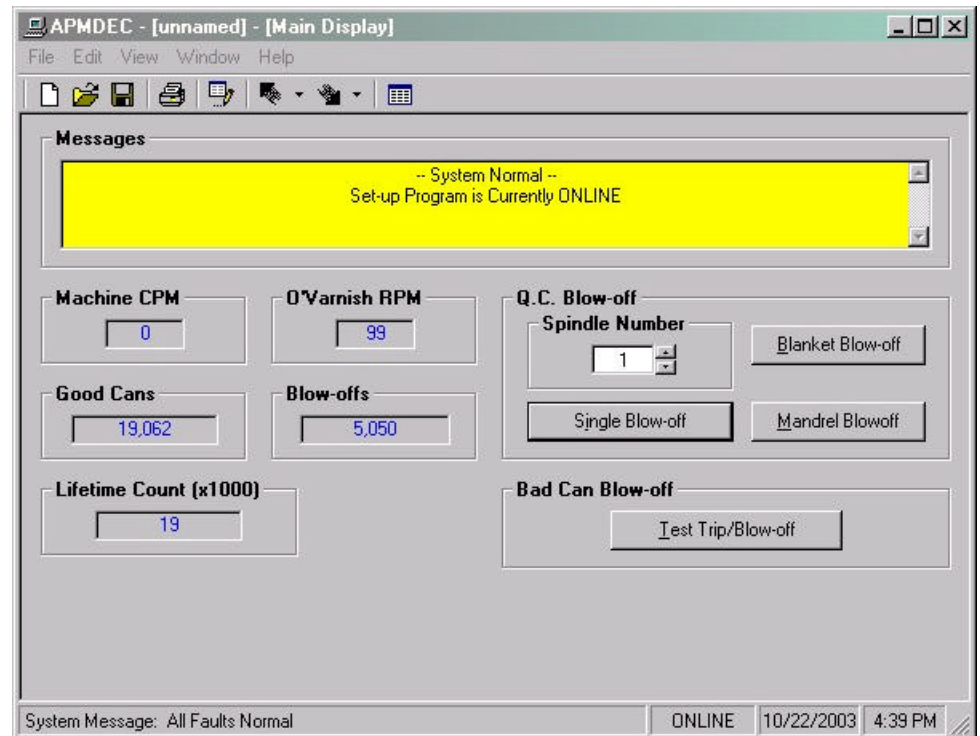 APMDEC - [unnamed] - [Main Display]
File Edit View Window Help
Messages
-- System Normal --
Set-up Program is Currently ONLINE
Machine CPM
0
O'Varnish RPM
99
Q.C. Blow-off
Spindle Number
1
Blanket Blow-off
Good Cans
19,062
Blow-offs
5,050
Single Blow-off
Mandrel Blowoff
Lifetime Count (x1000)
19
Bad Can Blow-off
Test Trip/Blow-off
System Message: All Faults Normal
ONLINE
10/22/2003
4:39 PM